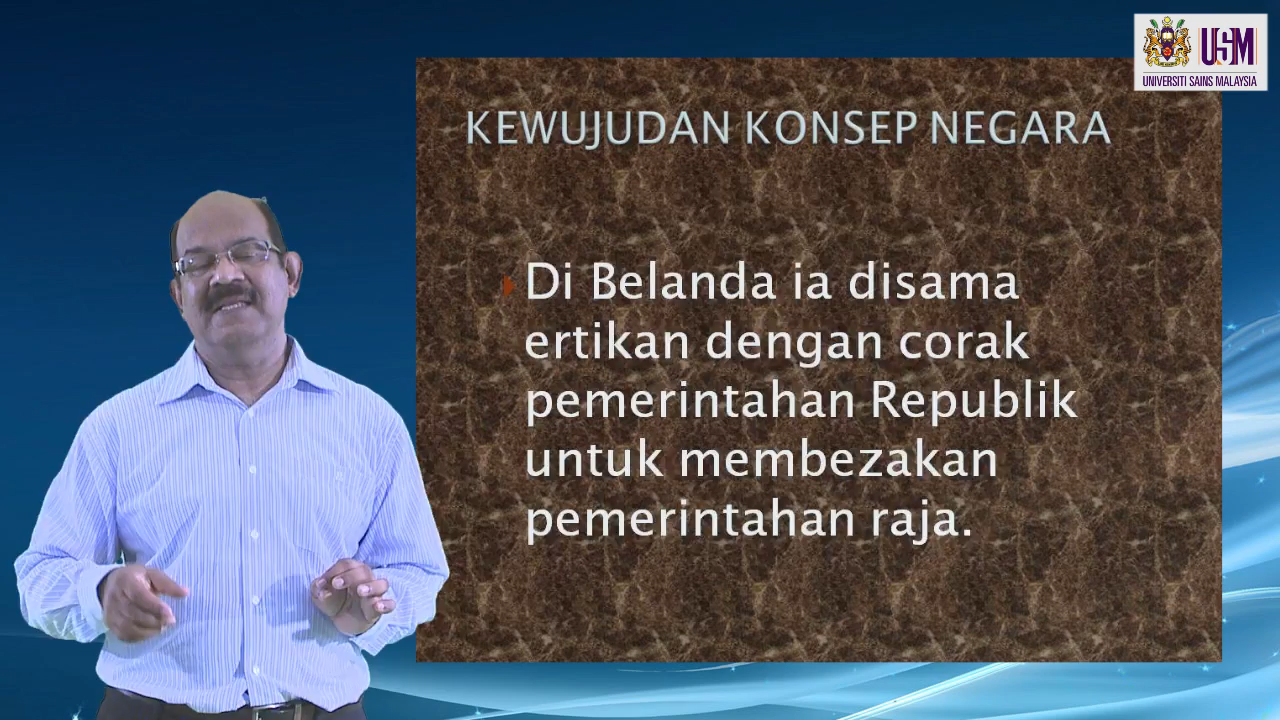 USM
UNIVERSITI SAINS MALAYSIA
KEWUJUDAN KONSEP NEGARA
Di Belanda ia disama
ertikan dengan corak
pemerintahan Republik
untuk membezakan
pemerintahan raja.